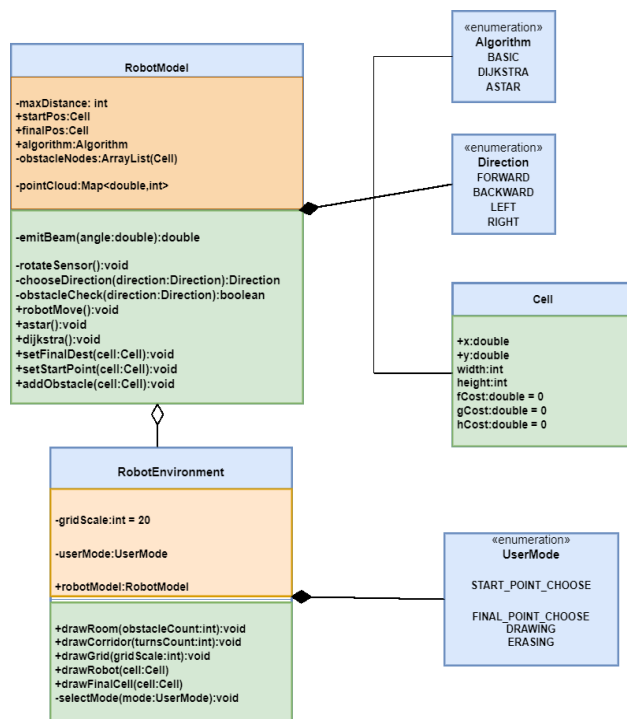 RobotModel
-maxDistance: int
+startPos:Cell
+finalPos:Cell
+algorithm:Algorithm
-obstacleNodes:ArrayList(Cell)
-pointCloud:Map<double,int>
-emitBeam(angle:double):double
-rotateSensor():void
-chooseDirection(direction:Direction):Direction
-obstacleCheck(direction:Direction):boolean
+robotMove():void
+astar():void
+dijkstra():void
+setFinalDest(cell:Cell):void
+setStartPoint(cell:Cell):void
+addObstacle(cell:Cell):void
«enumeration»
Algorithm
BASIC
DIJKSTRA
ASTAR
«enumeration»
Direction
FORWARD
BACKWARD
LEFT
RIGHT
Cell
+x:double
+y:double
width:int
height:int
fCost:double = 0
gCost:double = 0
hCost:double = 0
RobotEnvironment
-gridScale:int = 20
-userMode:UserMode
+robotModel:RobotModel
+drawRoom(obstacleCount:int):void
+drawCorridor(turnsCount:int):void
+drawGrid(gridScale:int):void
+drawRobot(cell:Cell)
+drawFinalCell(cell:Cell)
-selectMode(mode:UserMode):void
«enumeration»
UserMode
START_POINT_CHOOSE
FINAL_POINT_CHOOSE
DRAWING
ERASING